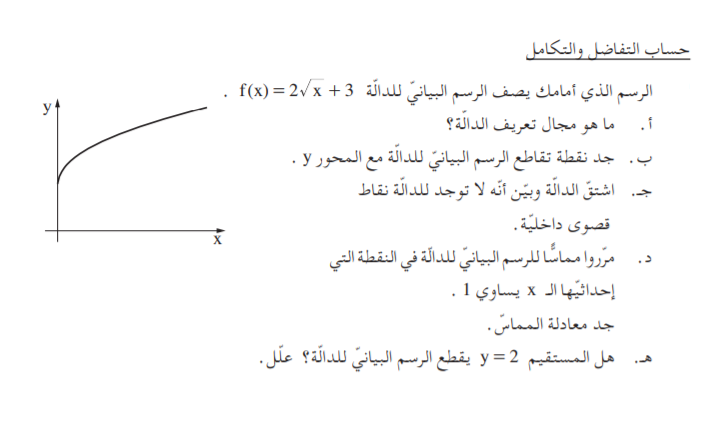 حساب التفاضل والتكامل
الرسم الذي أمامك يصف الرسم البيانيّ للدالّة f(x) = 2√x + 3 .
أ. ما هو مجال تعريف الدالّة؟
ب. جد نقطة تقاطع الرسم البيانيّ للدالّة مع المحور y .
جـ. اشتقّ الدالّة وبيّن أنّه لا توجد للدالّة نقاط
قصوى داخليّة.
د. مرّروا مماسًّا للرسم البيانيّ للدالّة في النقطة التي
إحداثيّها الـ x يساوي 1 .
جد معادلة المماسّ.
هـ. هل المستقيم y = 2 يقطع الرسم البيانيّ للدالّة؟ علّل.
y
x